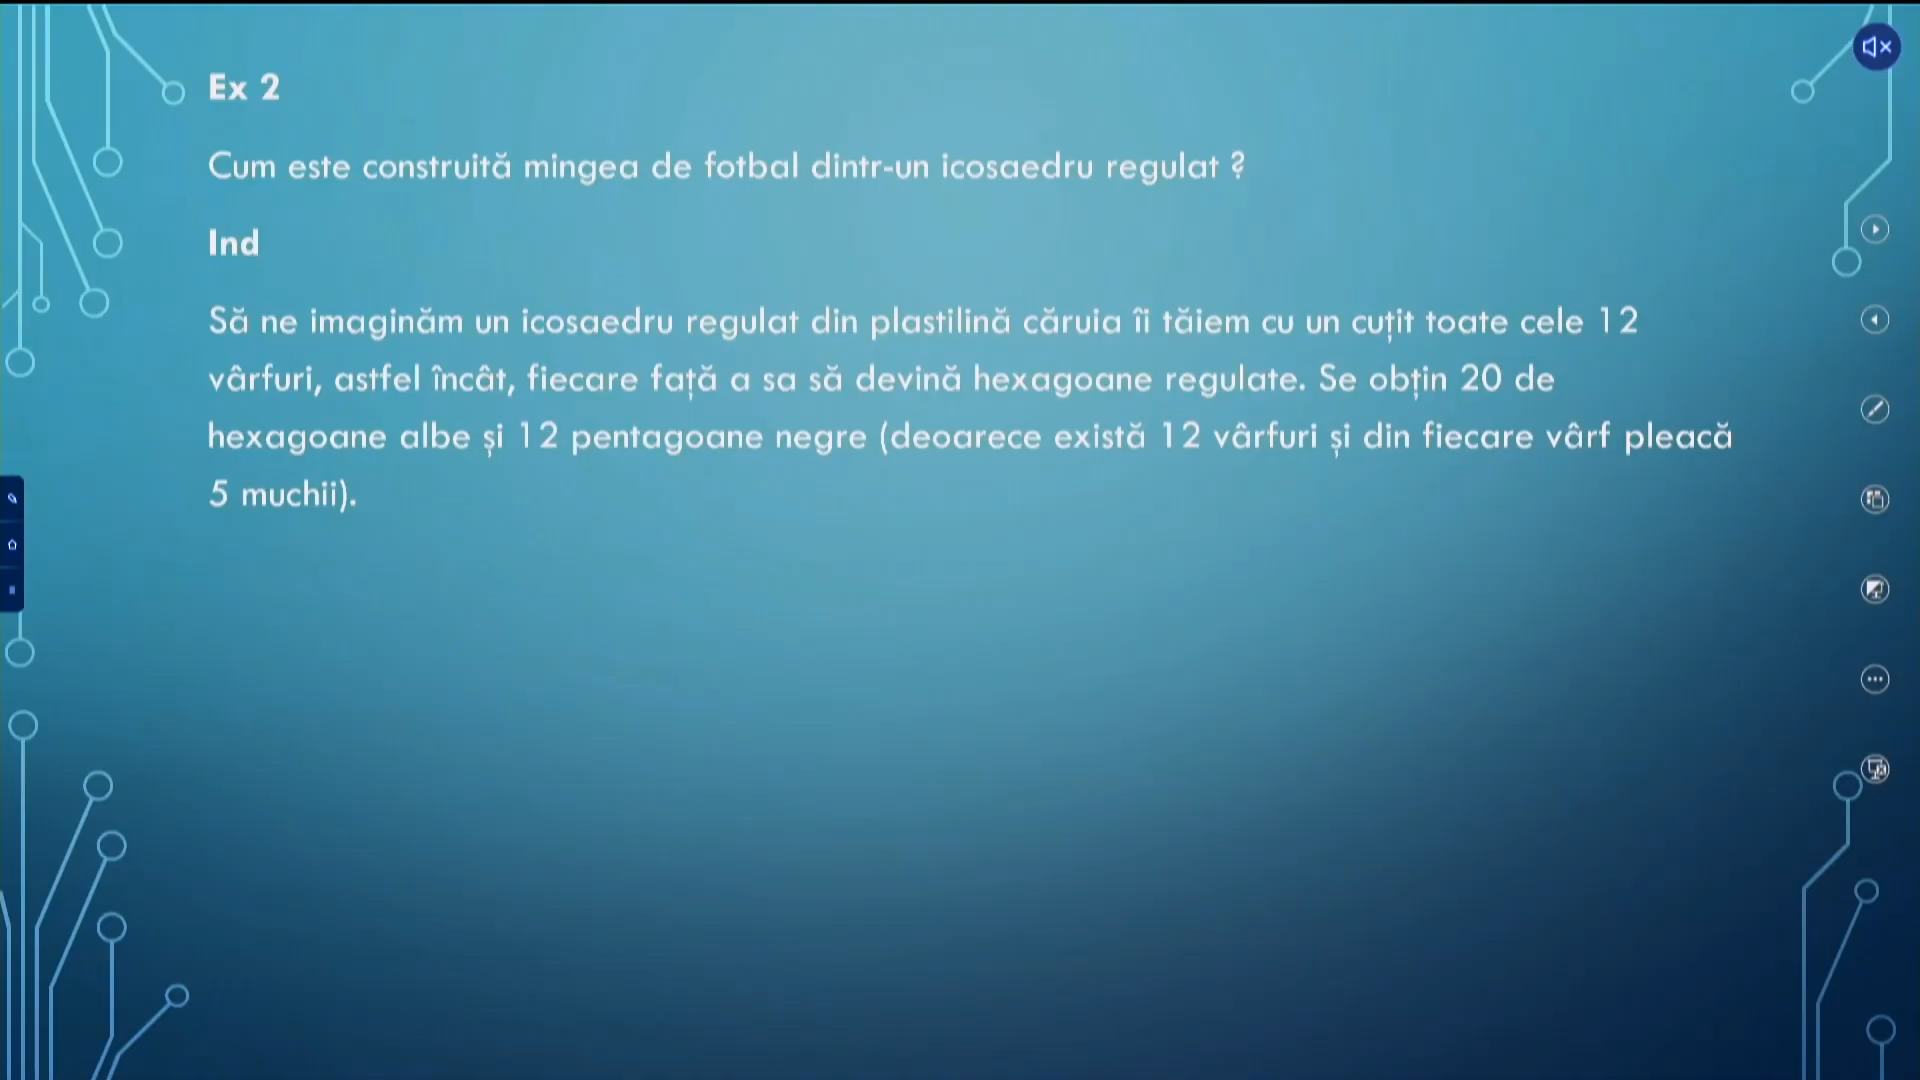 Ex 2
Cum este construită mingea de fotbal dintr-un icosaedru regulat ?
Ind
Să ne imaginăm un icosaedru regulat din plastilină căruia îi tăiem cu un cuțit toate cele 12
vârfuri, astfel încât, fiecare față a sa să devină hexagoane regulate. Se obțin 20 de
hexagoane albe și 12 pentagoane negre (deoarece există 12 vârfuri și din fiecare vârf pleacă
5 muchii).